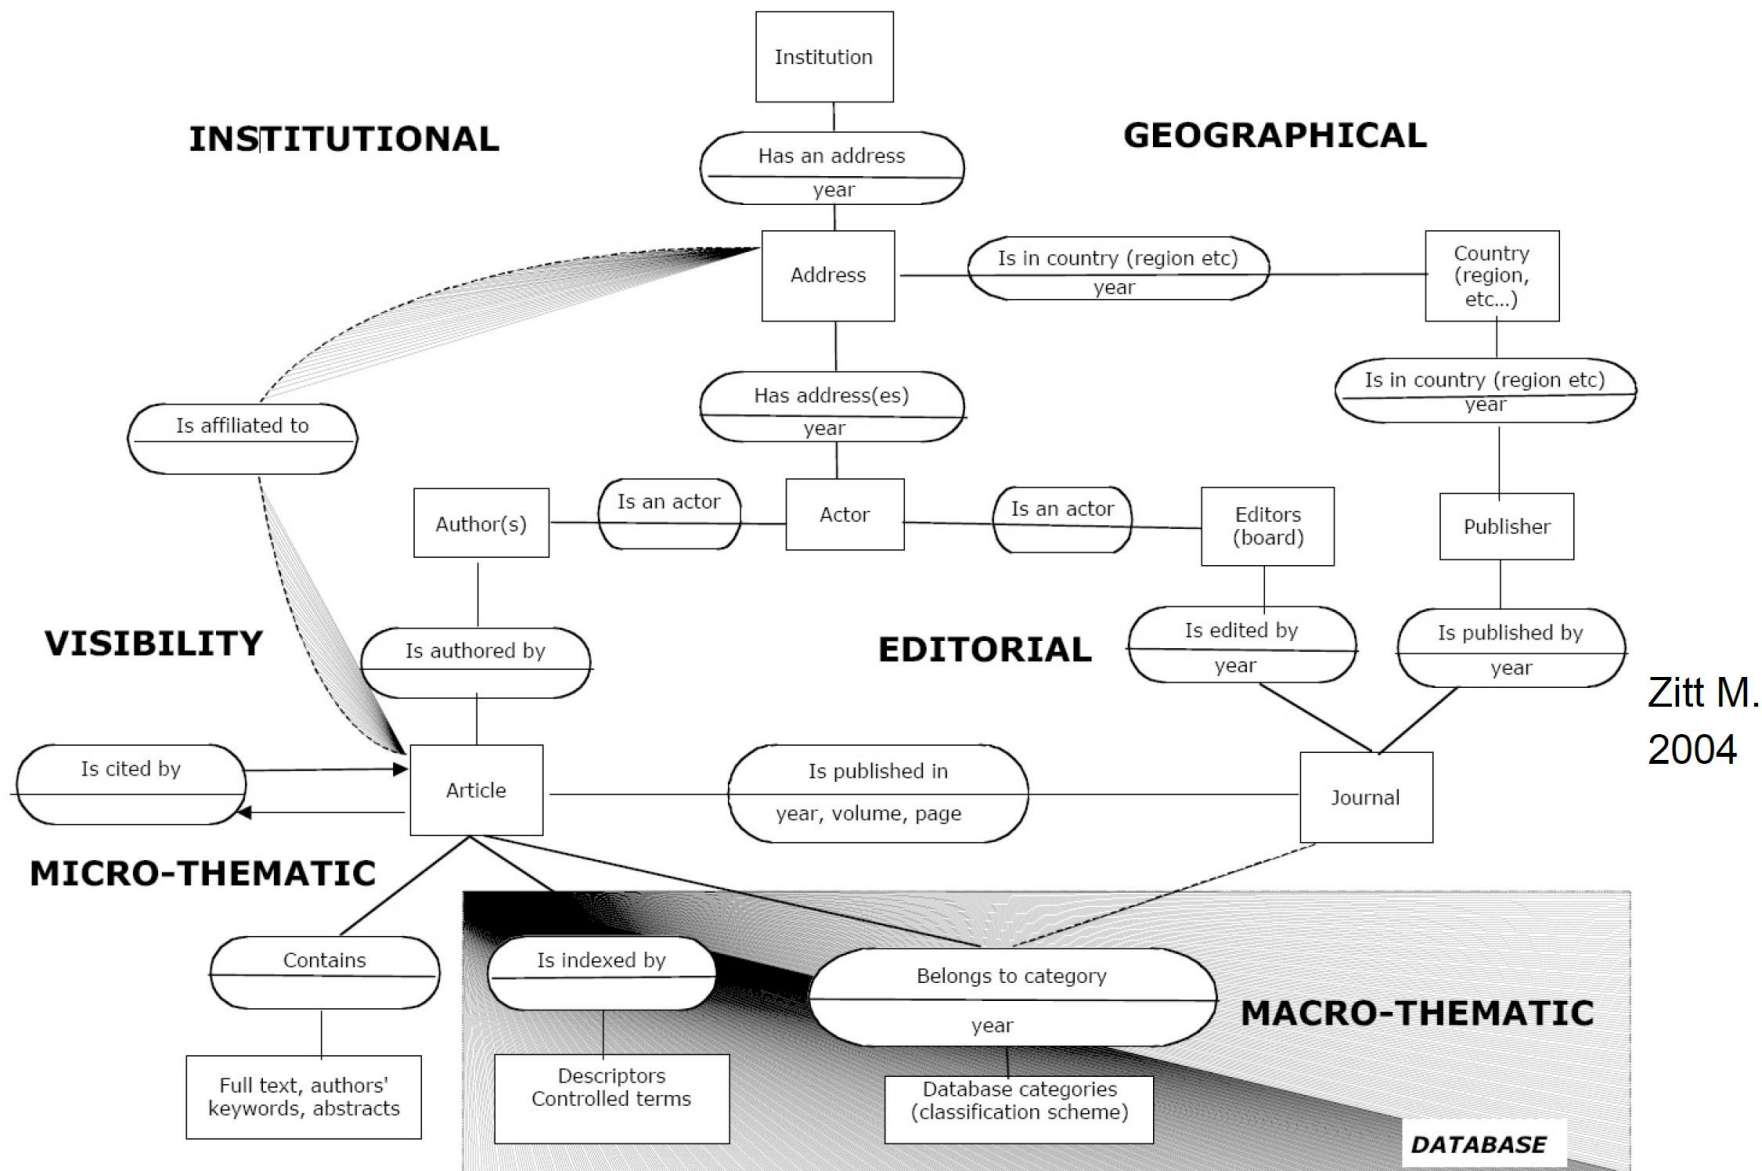 Institution
INSTITUTIONAL
GEOGRAPHICAL
Has an address
year
Address
Is in country (region etc)
year
Country
(region,
etc...)
Has address(es)
year
Is in country (region etc)
year
Is affiliated to
Author(s)
Is an actor
Actor
Is an actor
Editors
(board)
Publisher
VISIBILITY
Is authored by
EDITORIAL
Is edited by
year
Is published by
year
Zitt M.
2004
Is cited by
Article
Is published in
year, volume, page
Journal
MICRO-THEMATIC
Contains
Is indexed by
Belongs to category
year
MACRO-THEMATIC
Full text, authors'
keywords, abstracts
Descriptors
Controlled terms
Database categories
(classification scheme)
DATABASE